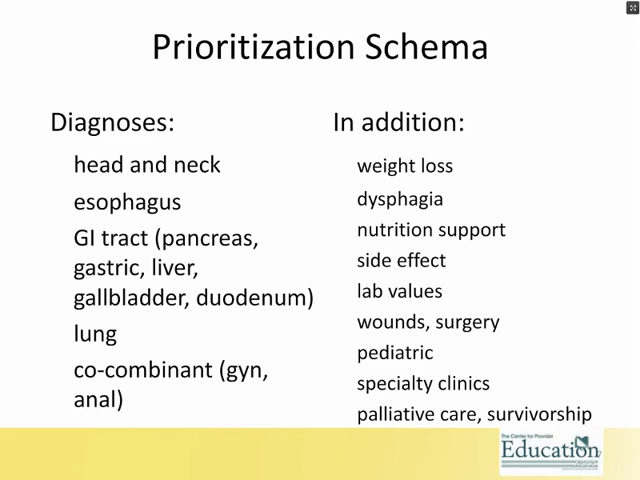 Prioritization Schema
Diagnoses:
head and neck
esophagus
GI tract (pancreas,
gastric, liver,
gallbladder, duodenum)
lung
co-combinant (gyn,
anal)
In addition:
weight loss
dysphagia
nutrition support
side effect
lab values
wounds, surgery
pediatric
specialty clinics
palliative care, survivorship
The Center for Provider
Education